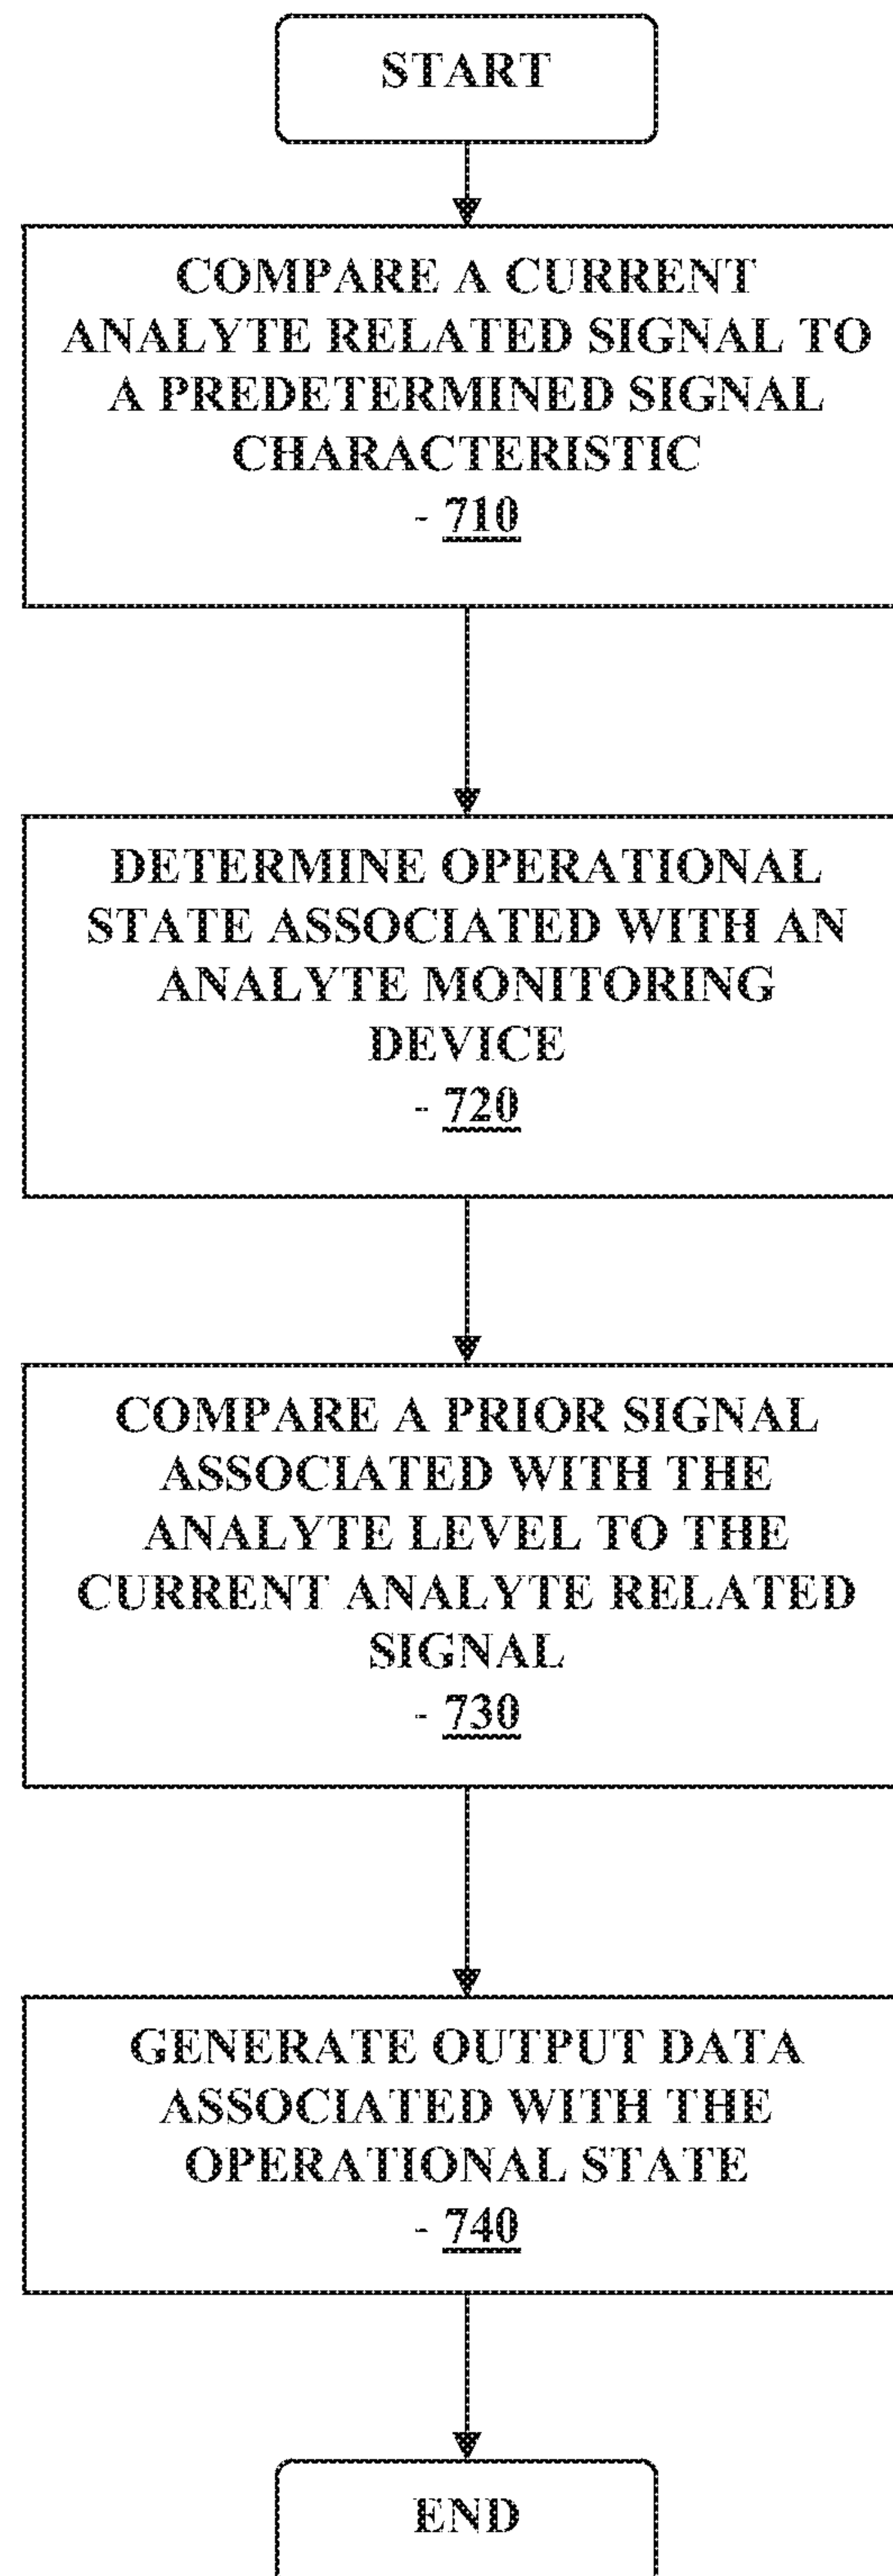 START
COMPARE A CURRENT
ANALYTE RELATED SIGNAL TO
A PREDETERMINED SIGNAL
CHARACTERISTIC
- 710
DETERMINE OPERATIONAL
STATE ASSOCIATED WITH AN
ANALYTE MONITORING
DEVICE
- 720
COMPARE A PRIOR SIGNAL
ASSOCIATED WITH THE
ANALYTE LEVEL TO THE
CURRENT ANALYTE RELATED
SIGNAL
- 730
GENERATE OUTPUT DATA
ASSOCIATED WITH THE
OPERATIONAL STATE
- 740
END